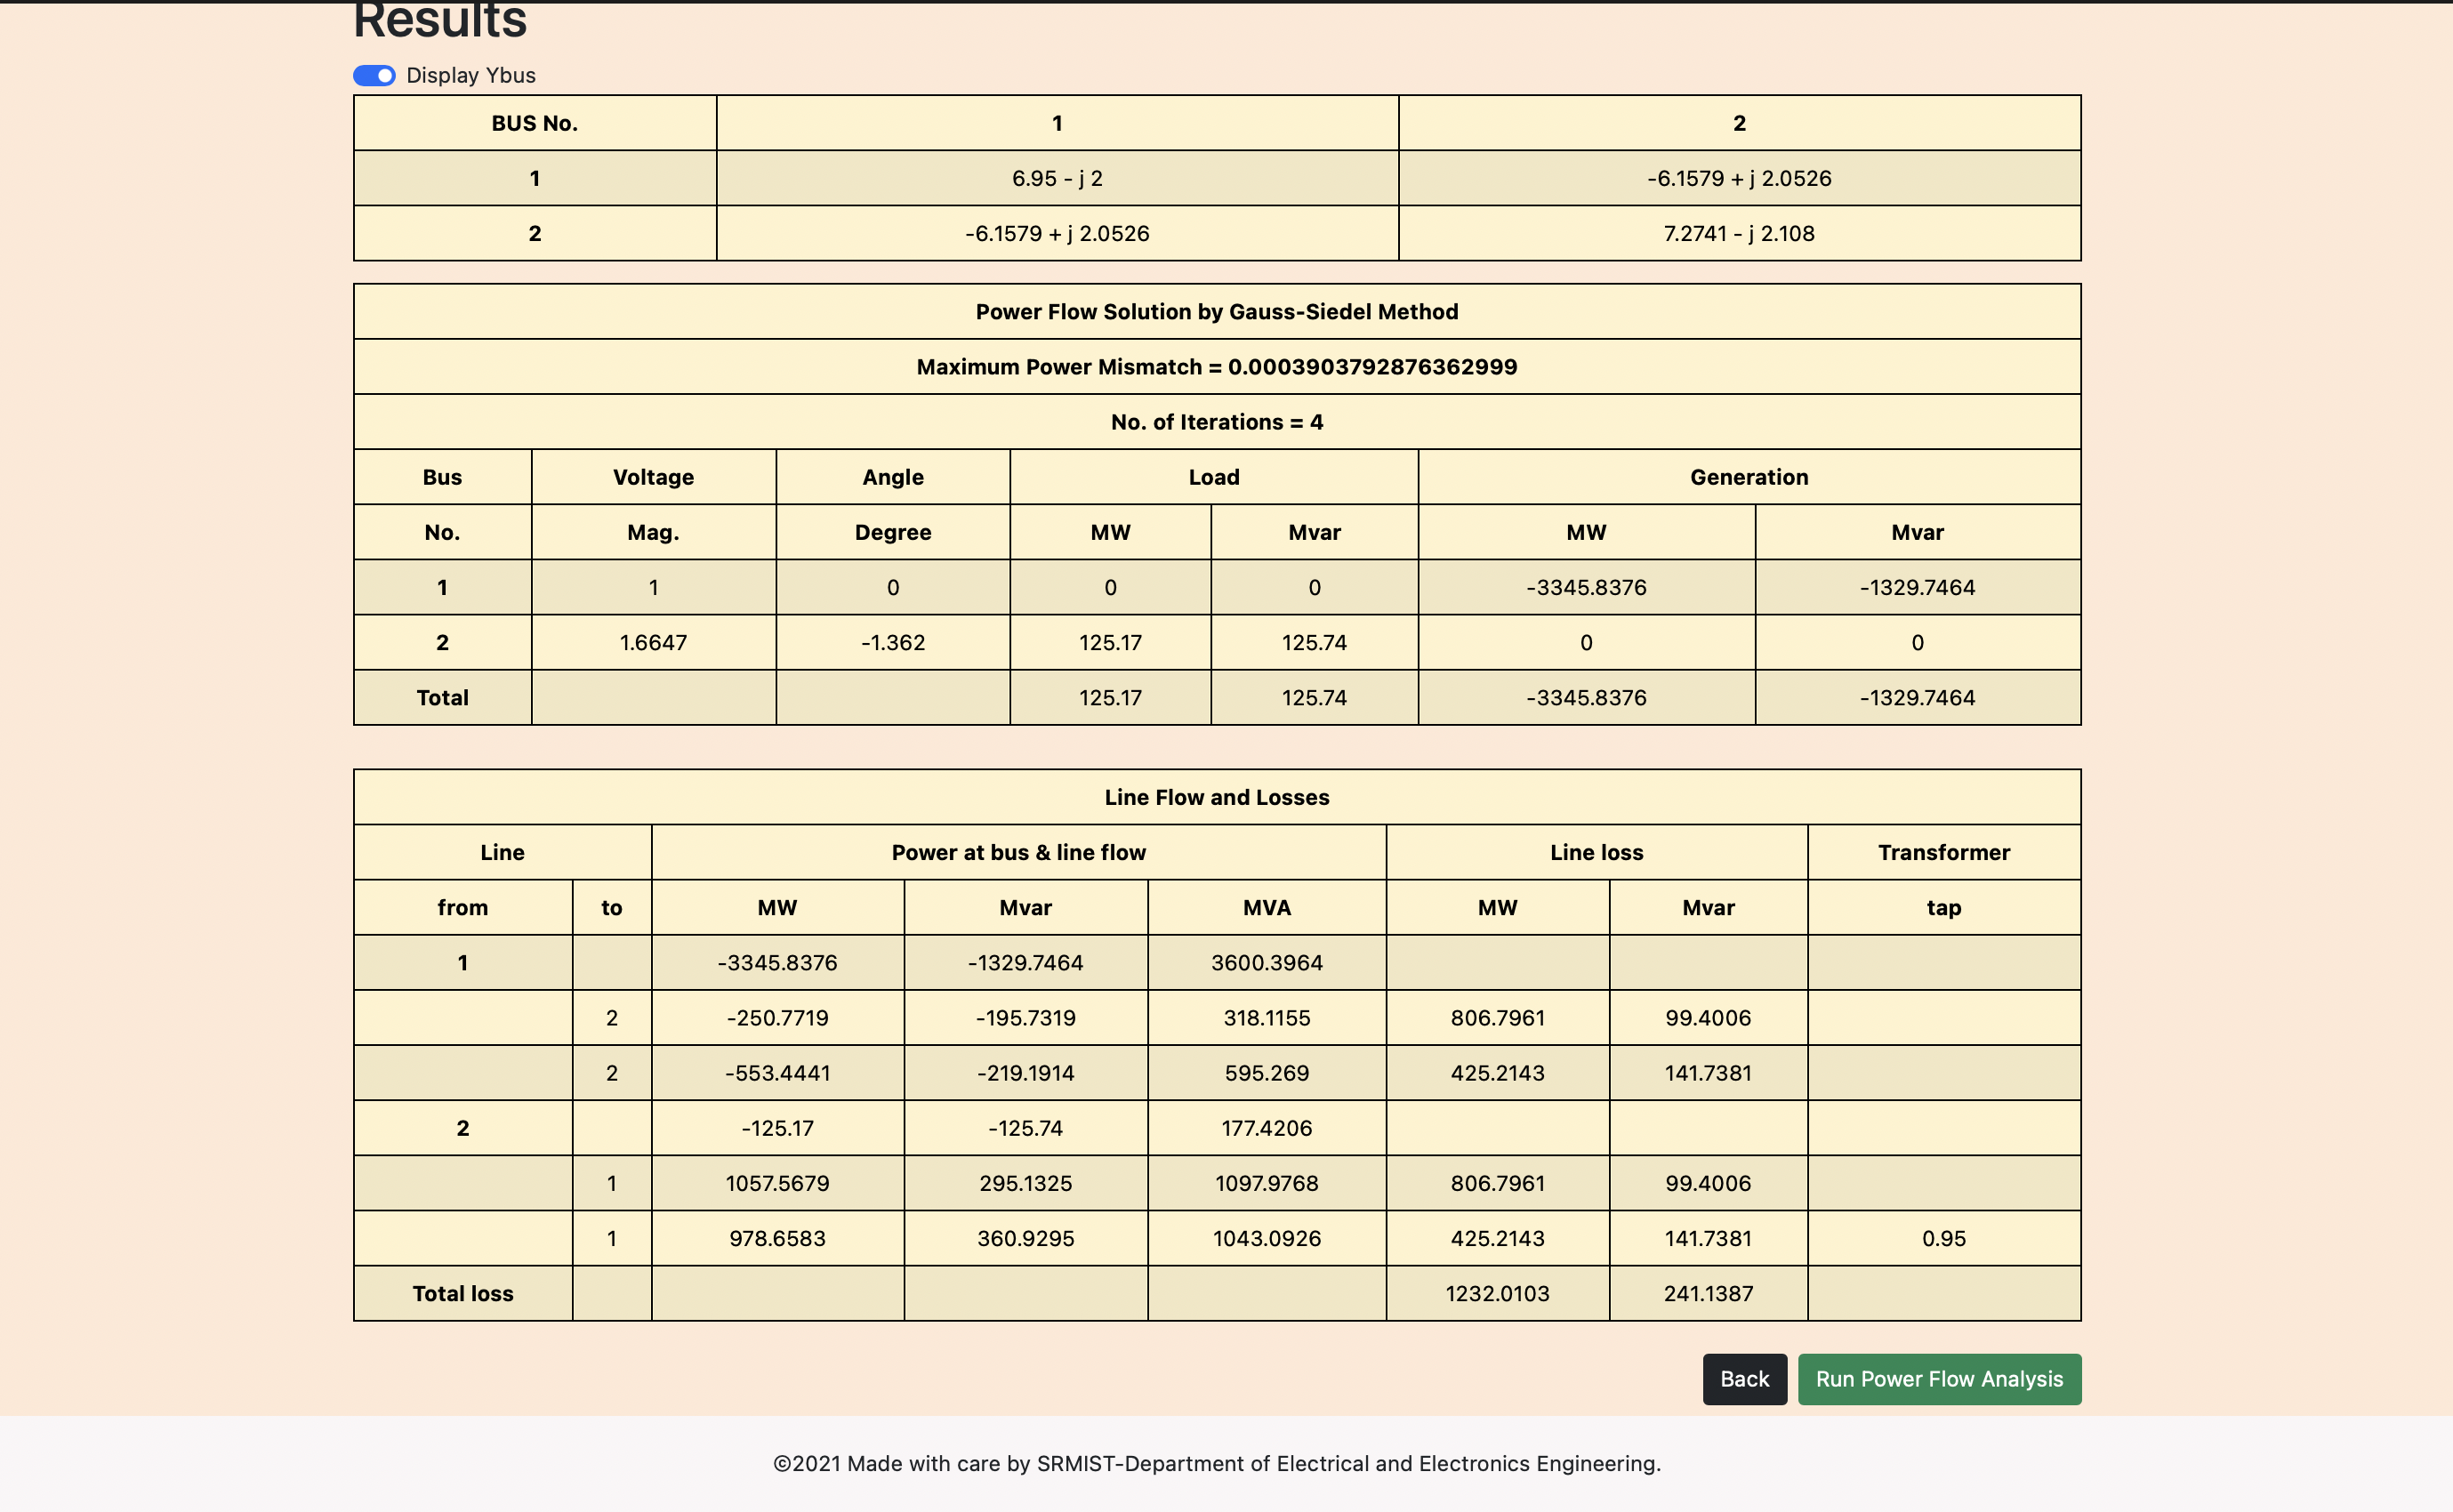 Results
Display Ybus
BUS No. 1 2
1 6.95 - j 2 -6.1579 + j 2.0526
2 -6.1579 + j 2.0526 7.2741 - j 2.108
Power Flow Solution by Gauss-Siedel Method
Maximum Power Mismatch = 0.0003903792876362999
No. of Iterations = 4
Bus Voltage Angle Load Generation
No. Mag. Degree MW Mvar MW Mvar
1 1 0 0 0 -3345.8376 -1329.7464
2 1.6647 -1.362 125.17 125.74 0 0
Total 125.17 125.74 -3345.8376 -1329.7464
Line Flow and Losses
Line Power at bus & line flow Line loss Transformer
from to MW Mvar MVA MW Mvar tap
1 -3345.8376 -1329.7464 3600.3964
2 -250.7719 -195.7319 318.1155 806.7961 99.4006
2 -553.4441 -219.1914 595.269 425.2143 141.7381
2 -125.17 -125.74 177.4206
1 1057.5679 295.1325 1097.9768 806.7961 99.4006
1 978.6583 360.9295 1043.0926 425.2143 141.7381 0.95
Total loss 1232.0103 241.1387
Back Run Power Flow Analysis
©2021 Made with care by SRMIST-Department of Electrical and Electronics Engineering.